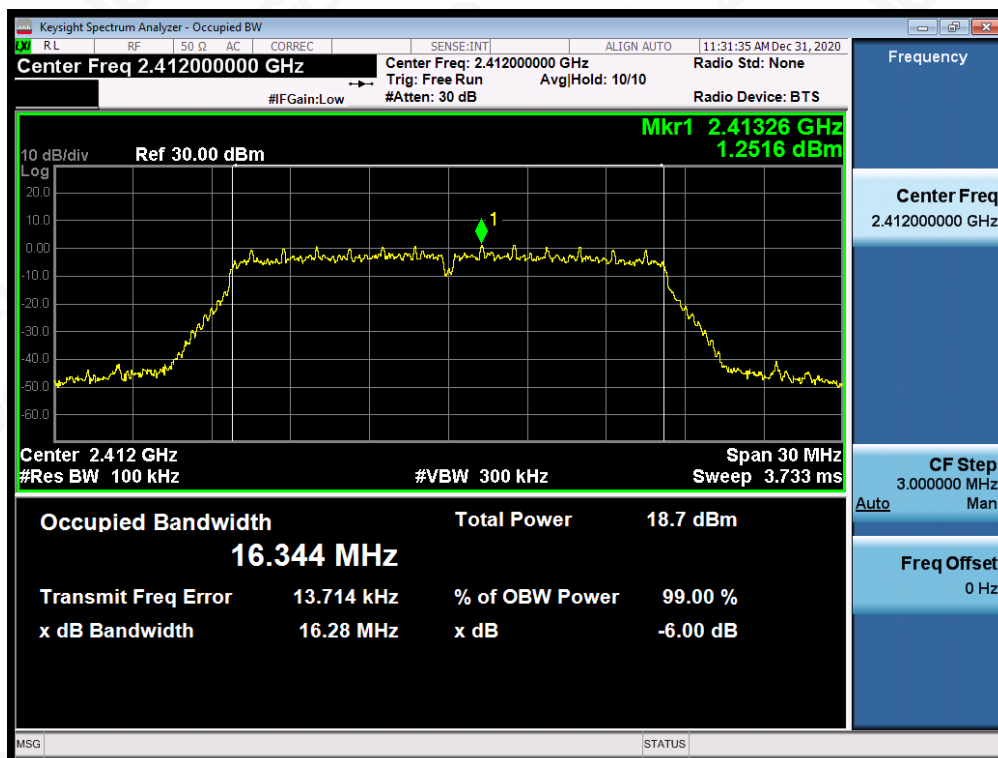 Keysight Spectrum Analyzer - Occupied BW
LXI RL RF 50 Ω AC CORREC SENSE:INT ALIGN AUTO 11:31:35 AM Dec 31, 2020
Center Freq 2.412000000 GHz
Center Freq: 2.412000000 GHz
Radio Std: None
Trig: Free Run Avg|Hold: 10/10
#IFGain:Low #Atten: 30 dB Radio Device: BTS
Mkr1 2.41326 GHz
1.2516 dBm
10 dB/div Ref 30.00 dBm
Log
20.0
10.0
1
0.00
-10.0
-20.0
-30.0
-40.0
-50.0
-60.0
Center 2.412 GHz Span 30 MHz
#Res BW 100 kHz #VBW 300 kHz Sweep 3.733 ms
Occupied Bandwidth Total Power 18.7 dBm
16.344 MHz
Transmit Freq Error 13.714 kHz % of OBW Power 99.00 %
x dB Bandwidth 16.28 MHz x dB -6.00 dB
MSG STATUS
Frequency
Center Freq
2.412000000 GHz
CF Step
3.000000 MHz
Auto Man
Freq Offset
0 Hz